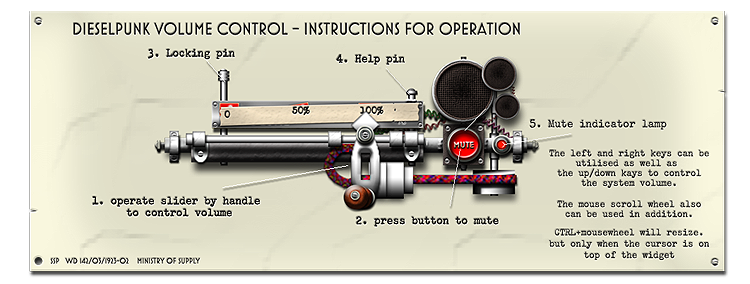 DIESELPUNK VOLUME CONTROL – INSTRUCTIONS FOR OPERATION
3. Locking pin
4. Help pin
0
50%
100%
MUTE
5. Mute indicator lamp
The left and right keys can be
utilised as well as
the up/down keys to control
the system volume.
The mouse scroll wheel also
can be used in addition.
CTRL+mousewheel will resize.
but only when the cursor is on
top of the widget
1. operate slider by handle
to control volume
2. press button to mute
SSP WD 142/03/1923-02 MINISTRY OF SUPPLY